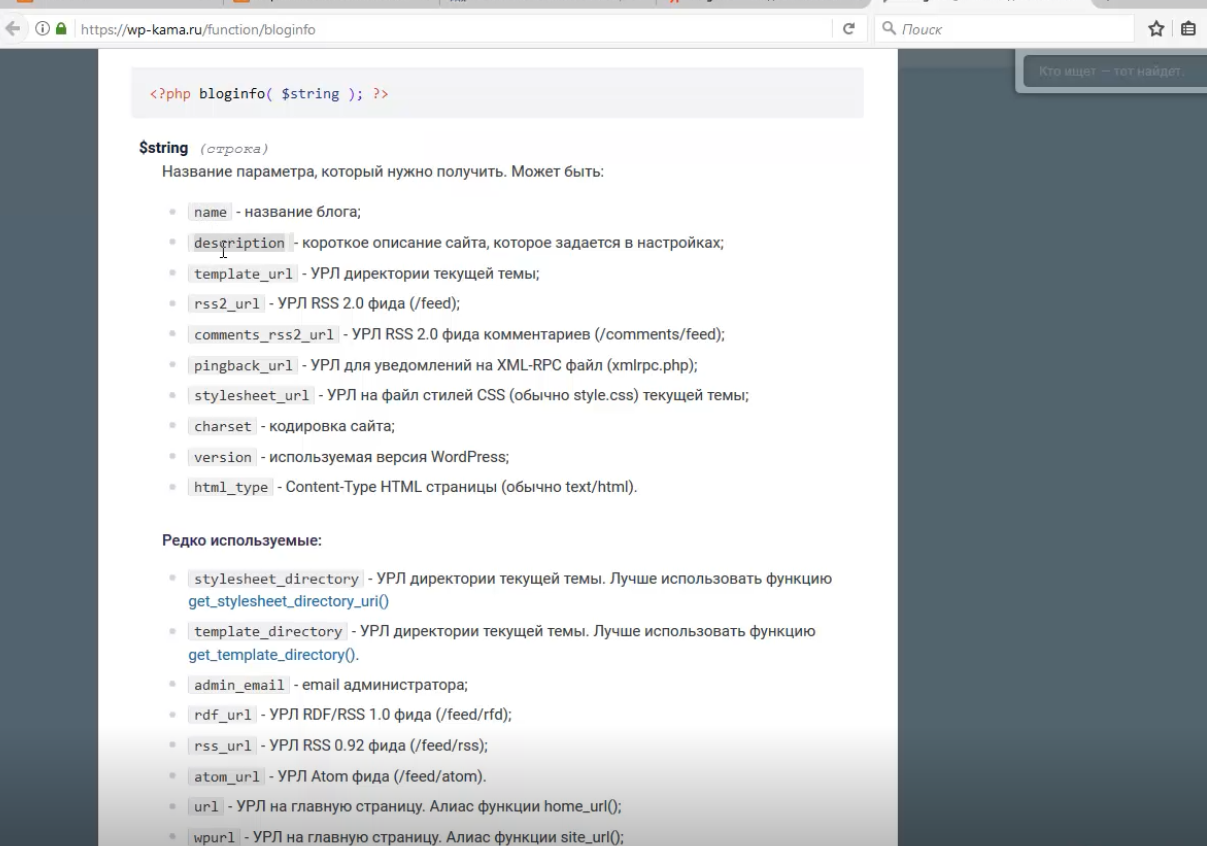 https://wp-kama.ru/function/bloginfo
Поиск
Кто ищет — тот найдет.
<?php bloginfo( $string ); ?>
$string (строка)
Название параметра, который нужно получить. Может быть:
name - название блога;
description - короткое описание сайта, которое задается в настройках;
template_url - УРЛ директории текущей темы;
rss2_url - УРЛ RSS 2.0 фида (/feed);
comments_rss2_url - УРЛ RSS 2.0 фида комментариев (/comments/feed);
pingback_url - УРЛ для уведомлений на XML-RPC файл (xmlrpc.php);
stylesheet_url - УРЛ на файл стилей CSS (обычно style.css) текущей темы;
charset - кодировка сайта;
version - используемая версия WordPress;
html_type - Content-Type HTML страницы (обычно text/html).
Редко используемые:
stylesheet_directory - УРЛ директории текущей темы. Лучше использовать функцию
get_stylesheet_directory_uri()
template_directory - УРЛ директории текущей темы. Лучше использовать функцию
get_template_directory().
admin_email - email администратора;
rdf_url - УРЛ RDF/RSS 1.0 фида (/feed/rfd);
rss_url - УРЛ RSS 0.92 фида (/feed/rss);
atom_url - УРЛ Atom фида (/feed/atom).
url - УРЛ на главную страницу. Алиас функции home_url();
wpurl - УРЛ на главную страницу. Алиас функции site_url();